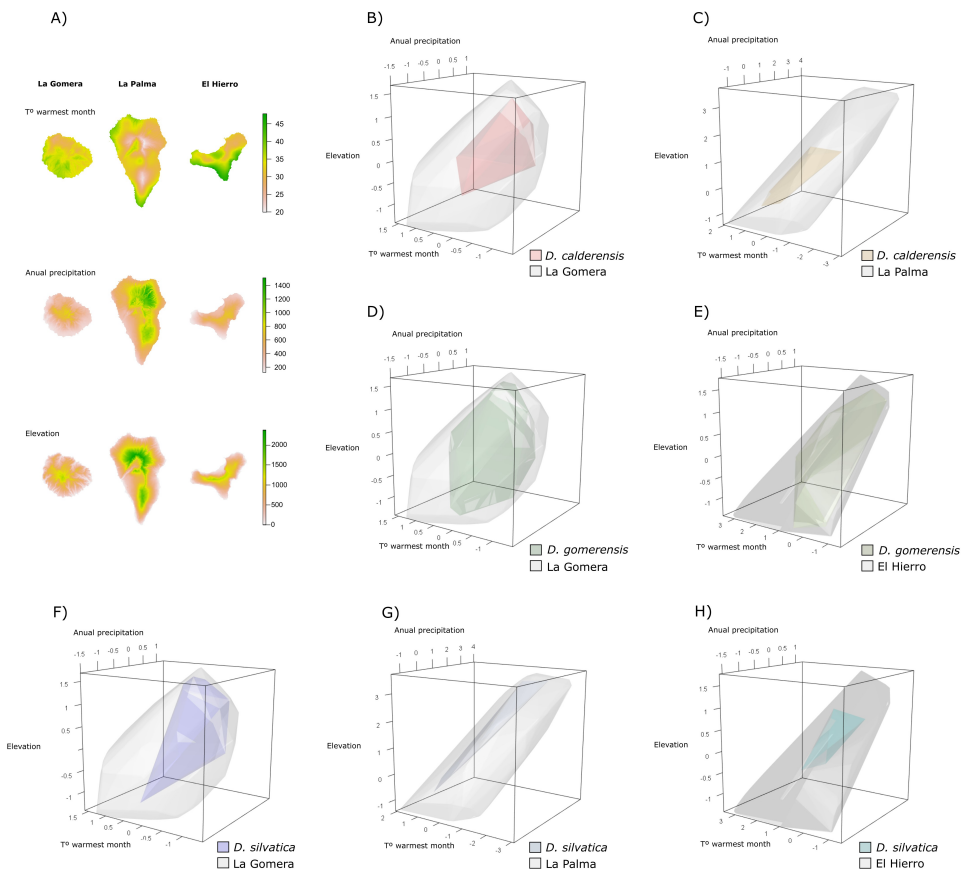 A)
La Gomera La Palma El Hierro
Tº warmest month
45
40
35
30
25
20
Anual precipitation
1400
1200
1000
800
600
400
200
Elevation
2000
1500
1000
500
0
B)
Anual precipitation
-1.5 -1 -0.5 0 0.5 1
1.5
1
0.5
0
-0.5
-1
Elevation
1.5 1 0.5 0 -0.5 -1
Tº warmest month
D. calderensis
La Gomera
C)
Anual precipitation
-1 0 1 2 3 4
3
2
1
0
-1
Elevation
2 1 0 -1 -2 -3
Tº warmest month
D. calderensis
La Palma
D)
Anual precipitation
-1.5 -1 -0.5 0 0.5 1
1.5
1
0.5
0
-0.5
-1
Elevation
1.5 1 0.5 0 0.5 -1
Tº warmest month
D. gomerensis
La Gomera
E)
Anual precipitation
-1.5 -1 -0.5 0 0.5 1
1.5
1
0.5
0
-0.5
-1
Elevation
3 2 1 0 -1
Tº warmest month
D. gomerensis
El Hierro
F)
Anual precipitation
-1.5 -1 -0.5 0 0.5 1
1.5
1
0.5
-0.5
-1
Elevation
1.5 1 0.5 0 -0.5 -1
Tº warmest month
D. silvatica
La Gomera
G)
Anual precipitation
-1 0 1 2 3 4
3
2
1
0
-1
Elevation
2 1 0 -1 -2 -3
Tº warmest month
D. silvatica
La Palma
H)
Anual precipitation
-1.5 -1 -0.5 0 0.5 1
1.5
1
0.5
0
-0.5
-1
Elevation
3 2 1 0 -1
Tº warmest month
D. silvatica
El Hierro